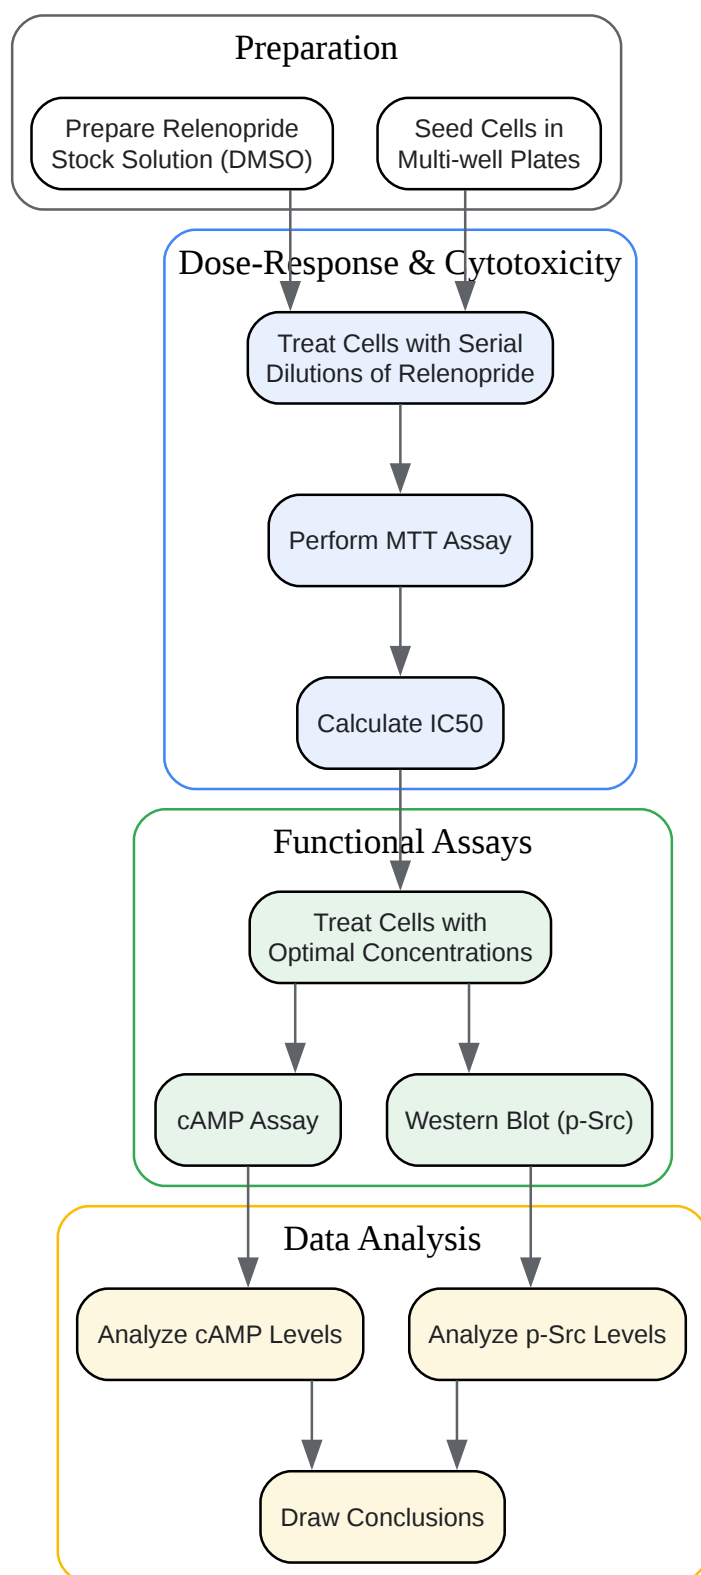 Preparation
Prepare Relenopride
Stock Solution (DMSO)
Seed Cells in
Multi-well Plates
Dose-Response & Cytotoxicity
Treat Cells with Serial
Dilutions of Relenopride
Perform MTT Assay
Calculate IC50
Functional Assays
Treat Cells with
Optimal Concentrations
cAMP Assay
Western Blot (p-Src)
Data Analysis
Analyze cAMP Levels
Analyze p-Src Levels
Draw Conclusions